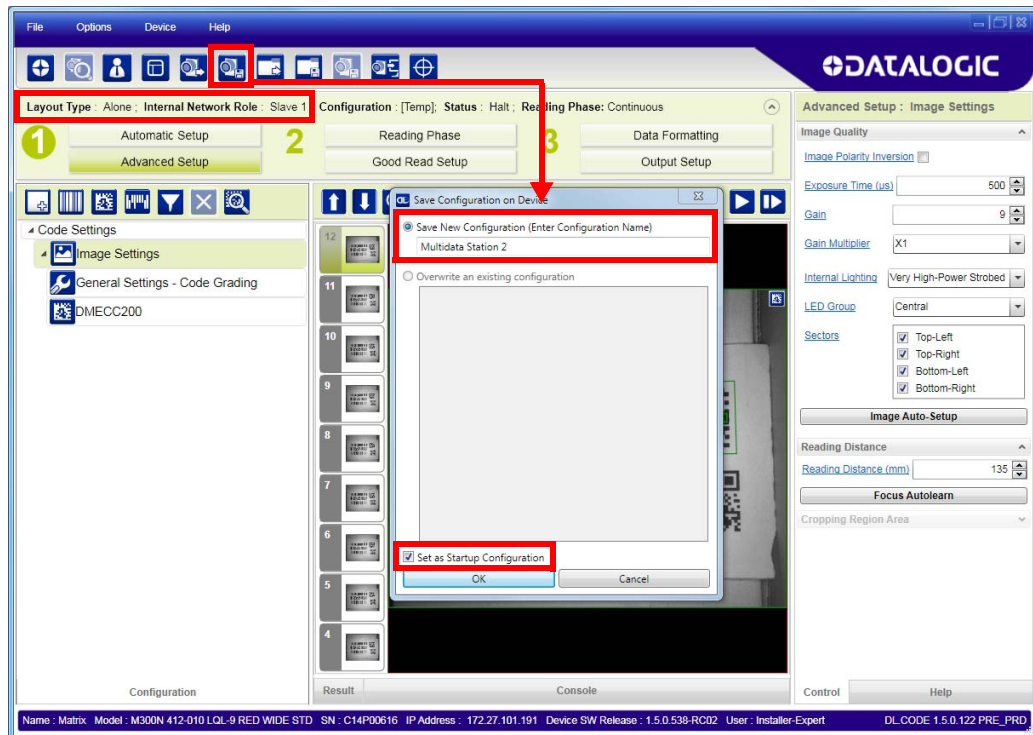 File Options Device Help
DATALOGIC
Layout Type : Alone ; Internal Network Role : Slave 1 Configuration : [Temp]; Status : Halt ; Reading Phase: Continuous
1 Automatic Setup 2 Reading Phase 3 Data Formatting
Advanced Setup Good Read Setup Output Setup
Code Settings
Image Settings
General Settings - Code Grading
DMECC200
Configuration
12
11
10
9
8
7
6
5
4
Result Console
Save Configuration on Device
Save New Configuration (Enter Configuration Name)
Multidata Station 2
Overwrite an existing configuration
Set as Startup Configuration
OK Cancel
Advanced Setup : Image Settings
Image Quality
Image Polarity Inversion
Exposure Time (µs) 500
Gain 9
Gain Multiplier X1
Internal Lighting Very High-Power Strobed
LED Group Central
Sectors Top-Left
Top-Right
Bottom-Left
Bottom-Right
Image Auto-Setup
Reading Distance
Reading Distance (mm) 135
Focus Autolearn
Cropping Region Area
Control Help
Name : Matrix Model : M300N 412-010 LQL-9 RED WIDE STD SN : C14P00616 IP Address : 172.27.101.191 Device SW Release : 1.5.0.538-RC02 User : Installer-Expert DL.CODE 1.5.0.122 PRE_PRD